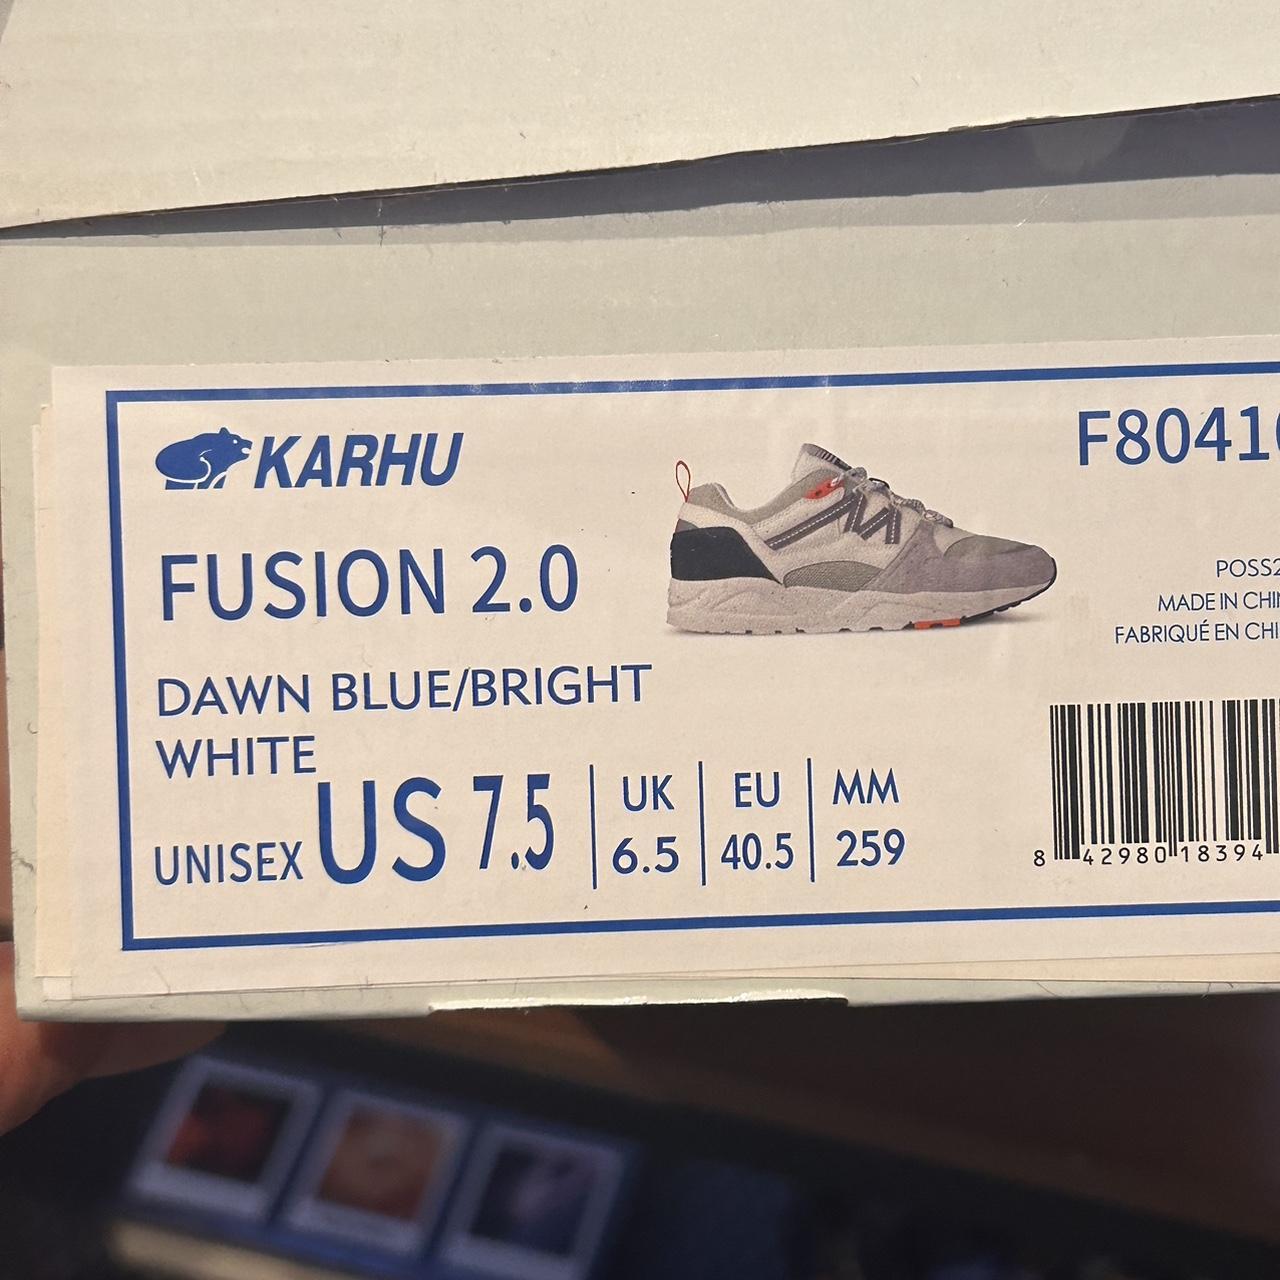 KARHU
F80410
FUSION 2.0
POSS2
MADE IN CHIN
FABRIQUÉ EN CHI
DAWN BLUE/BRIGHT
WHITE
UNISEX US 7.5
UK 6.5
EU 40.5
MM 259
8 42980 18394